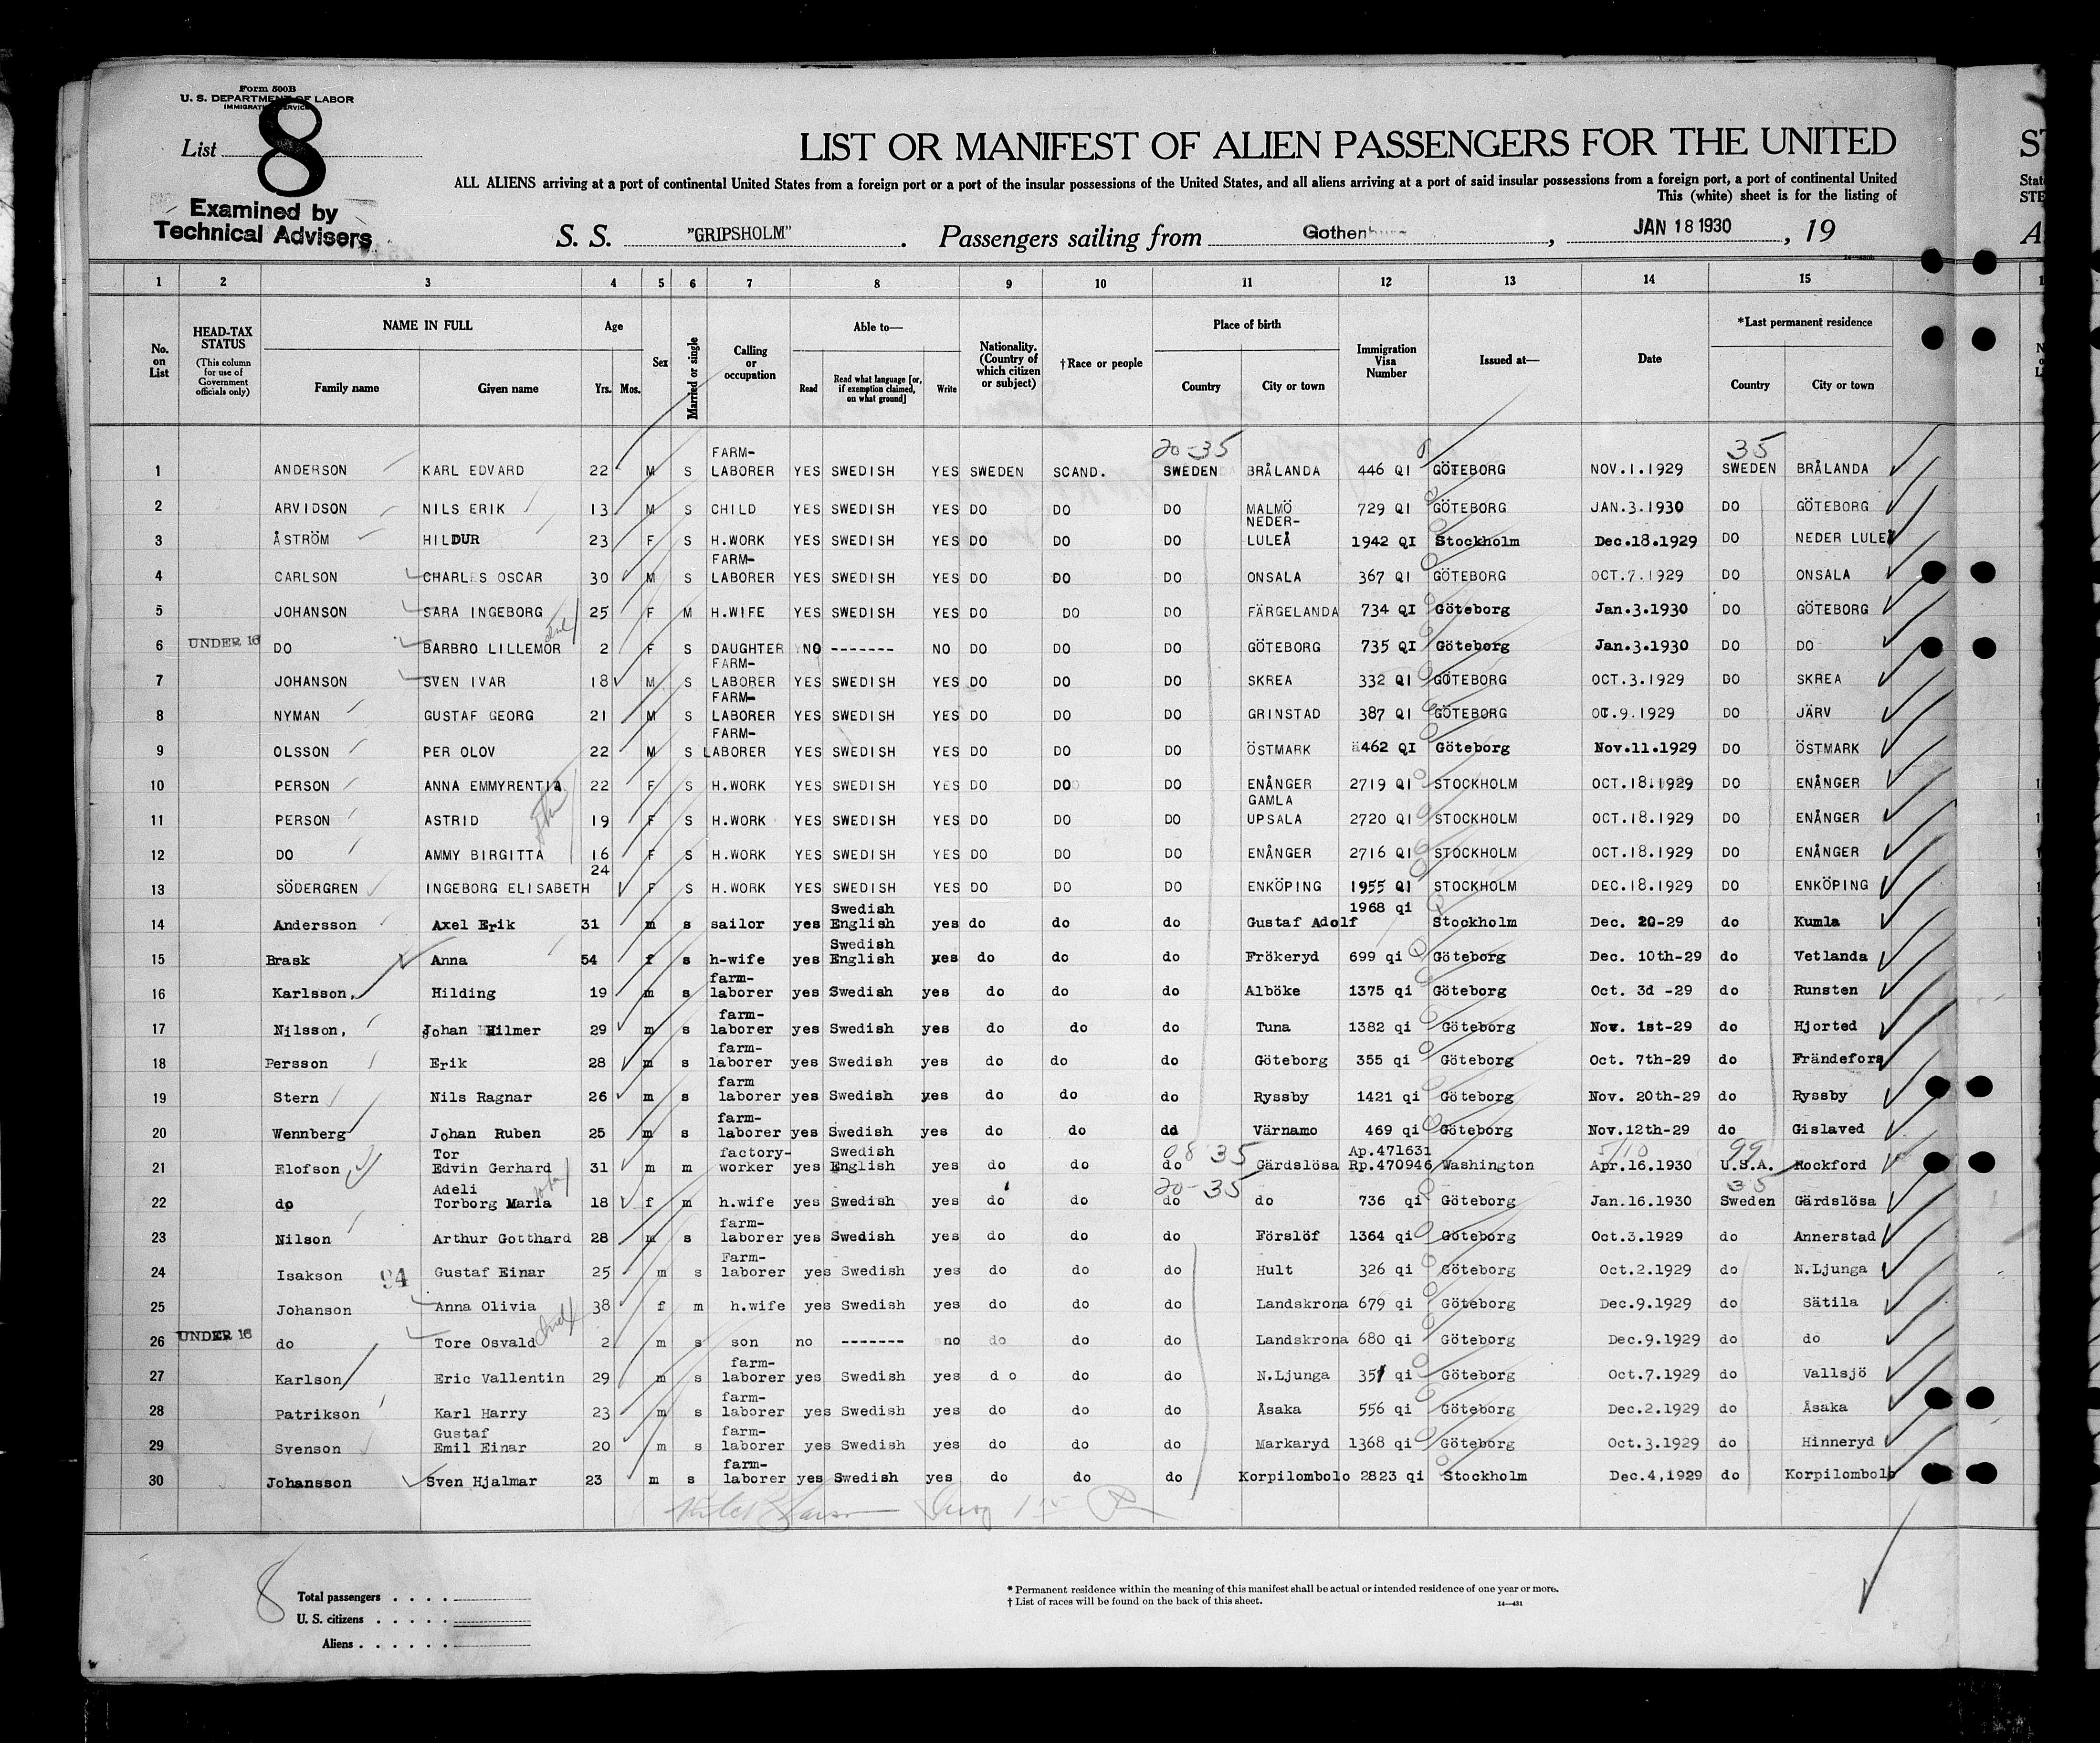 Form 500B
U. S. DEPARTMENT OF LABOR
IMMIGRATION SERVICE
List 8
Examined by
Technical Advisers
LIST OR MANIFEST OF ALIEN PASSENGERS FOR THE UNITED
ALL ALIENS arriving at a port of continental United States from a foreign port or a port of the insular possessions of the United States, and all aliens arriving at a port of said insular possessions from a foreign port, a port of continental United
This (white) sheet is for the listing of
S. S. "GRIPSHOLM". Passengers sailing from Gothenburg, JAN 18 1930, 19
1 2 3 4 5 6 7 8 9 10 11 12 13 14 15
No. on List
HEAD-TAX STATUS (This column for use of Government officials only)
NAME IN FULL Family name Given name
Age Yrs. Mos.
Sex
Married or single
Calling or occupation
Able to— Read Read what language [or, if exemption claimed, on what ground] Write
Nationality. (Country of which citizen or subject)
†Race or people
Place of birth Country City or town
Immigration Visa Number
Issued at—
Date
*Last permanent residence Country City or town
20-35 35
1 ANDERSON KARL EDVARD 22 M S FARM-LABORER YES SWEDISH YES SWEDEN SCAND. SWEDEN BRÅLANDA 446 QI GÖTEBORG NOV.1.1929 SWEDEN BRÅLANDA
2 ARVIDSON NILS ERIK 13 M S CHILD YES SWEDISH YES DO DO DO MALMÖ 729 QI GÖTEBORG JAN.3.1930 DO GÖTEBORG
3 ÅSTRÖM HILDUR 23 F S H.WORK YES SWEDISH YES DO DO DO NEDER-LULEÅ 1942 QI Stockholm Dec.18.1929 DO NEDER LULEÅ
4 CARLSON CHARLES OSCAR 30 M S FARM-LABORER YES SWEDISH YES DO DO DO ONSALA 367 QI GÖTEBORG OCT.7.1929 DO ONSALA
5 JOHANSON SARA INGEBORG 25 F M H.WIFE YES SWEDISH YES DO DO DO FÄRGELANDA 734 QI Göteborg Jan.3.1930 DO GÖTEBORG
6 UNDER 16 DO BARBRO LILLEMOR 2 F S DAUGHTER NO ------- NO DO DO DO GÖTEBORG 735 QI Göteborg Jan.3.1930 DO DO
7 JOHANSON SVEN IVAR 18 M S FARM-LABORER YES SWEDISH YES DO DO DO SKREA 332 QI GÖTEBORG OCT.3.1929 DO SKREA
8 NYMAN GUSTAF GEORG 21 M S FARM-LABORER YES SWEDISH YES DO DO DO GRINSTAD 387 QI GÖTEBORG OCT.9.1929 DO JÄRV
9 OLSSON PER OLOV 22 M S FARM-LABORER YES SWEDISH YES DO DO DO ÖSTMARK 462 QI Göteborg Nov.11.1929 DO ÖSTMARK
10 PERSON ANNA EMMYRENTIA 22 F S H.WORK YES SWEDISH YES DO DO DO ENÅNGER 2719 QI STOCKHOLM OCT.18.1929 DO ENÅNGER
11 PERSON ASTRID 19 F S H.WORK YES SWEDISH YES DO DO DO GAMLA UPSALA 2720 QI STOCKHOLM OCT.18.1929 DO ENÅNGER
12 DO AMMY BIRGITTA 16 F S H.WORK YES SWEDISH YES DO DO DO ENÅNGER 2716 QI STOCKHOLM OCT.18.1929 DO ENÅNGER
13 SÖDERGREN INGEBORG ELISABETH 24 F S H.WORK YES SWEDISH YES DO DO DO ENKÖPING 1955 QI STOCKHOLM DEC.18.1929 DO ENKÖPING
14 Andersson Axel Erik 31 m s sailor yes Swedish English yes do do do Gustaf Adolf 1968 qi Stockholm Dec. 20-29 do Kumla
15 Brask Anna 54 f s h-wife yes Swedish English yes do do do Frökeryd 699 qi Göteborg Dec. 10th-29 do Vetlanda
16 Karlsson, Hilding 19 m s farm-laborer yes Swedish yes do do do Alböke 1375 qi Göteborg Oct. 3d -29 do Runsten
17 Nilsson, Johan Hilmer 29 m s farm-laborer yes Swedish yes do do do Tuna 1382 qi Göteborg Nov. 1st-29 do Hjorted
18 Persson Erik 28 m s farm-laborer yes Swedish yes do do do Göteborg 355 qi Göteborg Oct. 7th-29 do Frändefors
19 Stern Nils Ragnar 26 m s farm laborer yes Swedish yes do do do Ryssby 1421 qi Göteborg Nov. 20th-29 do Ryssby
20 Wennberg Johan Ruben 25 m s farm-laborer yes Swedish yes do do do Värnamo 469 qi Göteborg Nov.12th-29 do Gislaved
08 35 5/10 99
21 Elofson Tor Edvin Gerhard 31 m m factory-worker yes Swedish English yes do do do Gärdslösa Ap.471631 Rp.470946 Washington Apr.16.1930 U.S.A. Rockford
20-35 35
22 do Adeli Torborg Maria 18 f m h.wife yes Swedish yes do do do do 736 qi Göteborg Jan.16.1930 Sweden Gärdslösa
23 Nilson Arthur Gotthard 28 m s farm-laborer yes Swedish yes do do do Förslöf 1364 qi Göteborg Oct.3.1929 do Annerstad
24 Isakson 94 Gustaf Einar 25 m s Farm-laborer yes Swedish yes do do do Hult 326 qi Göteborg Oct.2.1929 do N.Ljunga
25 Johanson Anna Olivia 38 f m h.wife yes Swedish yes do do do Landskrona 679 qi Göteborg Dec.9.1929 do Sätila
26 UNDER 16 do Tore Osvald 2 m s son no ------- no do do do Landskrona 680 qi Göteborg Dec.9.1929 do do
27 Karlson Eric Vallentin 29 m s farm-laborer yes Swedish yes d o do do N.Ljunga 351 qi Göteborg Oct.7.1929 do Vallsjö
28 Patrikson Karl Harry 23 m s farm-laborer yes Swedish yes do do do Åsaka 556 qi Göteborg Dec.2.1929 do Åsaka
29 Svenson Gustaf Emil Einar 20 m s farm-laborer yes Swedish yes do do do Markaryd 1368 qi Göteborg Oct.3.1929 do Hinneryd
30 Johansson Sven Hjalmar 23 m s farm-laborer yes Swedish yes do do do Korpilombolo 2823 qi Stockholm Dec.4,1929 do Korpilombolo
8
Total passengers . . . .
U. S. citizens . . . . .
Aliens . . . . . .
* Permanent residence within the meaning of this manifest shall be actual or intended residence of one year or more.
† List of races will be found on the back of this sheet.
14—431